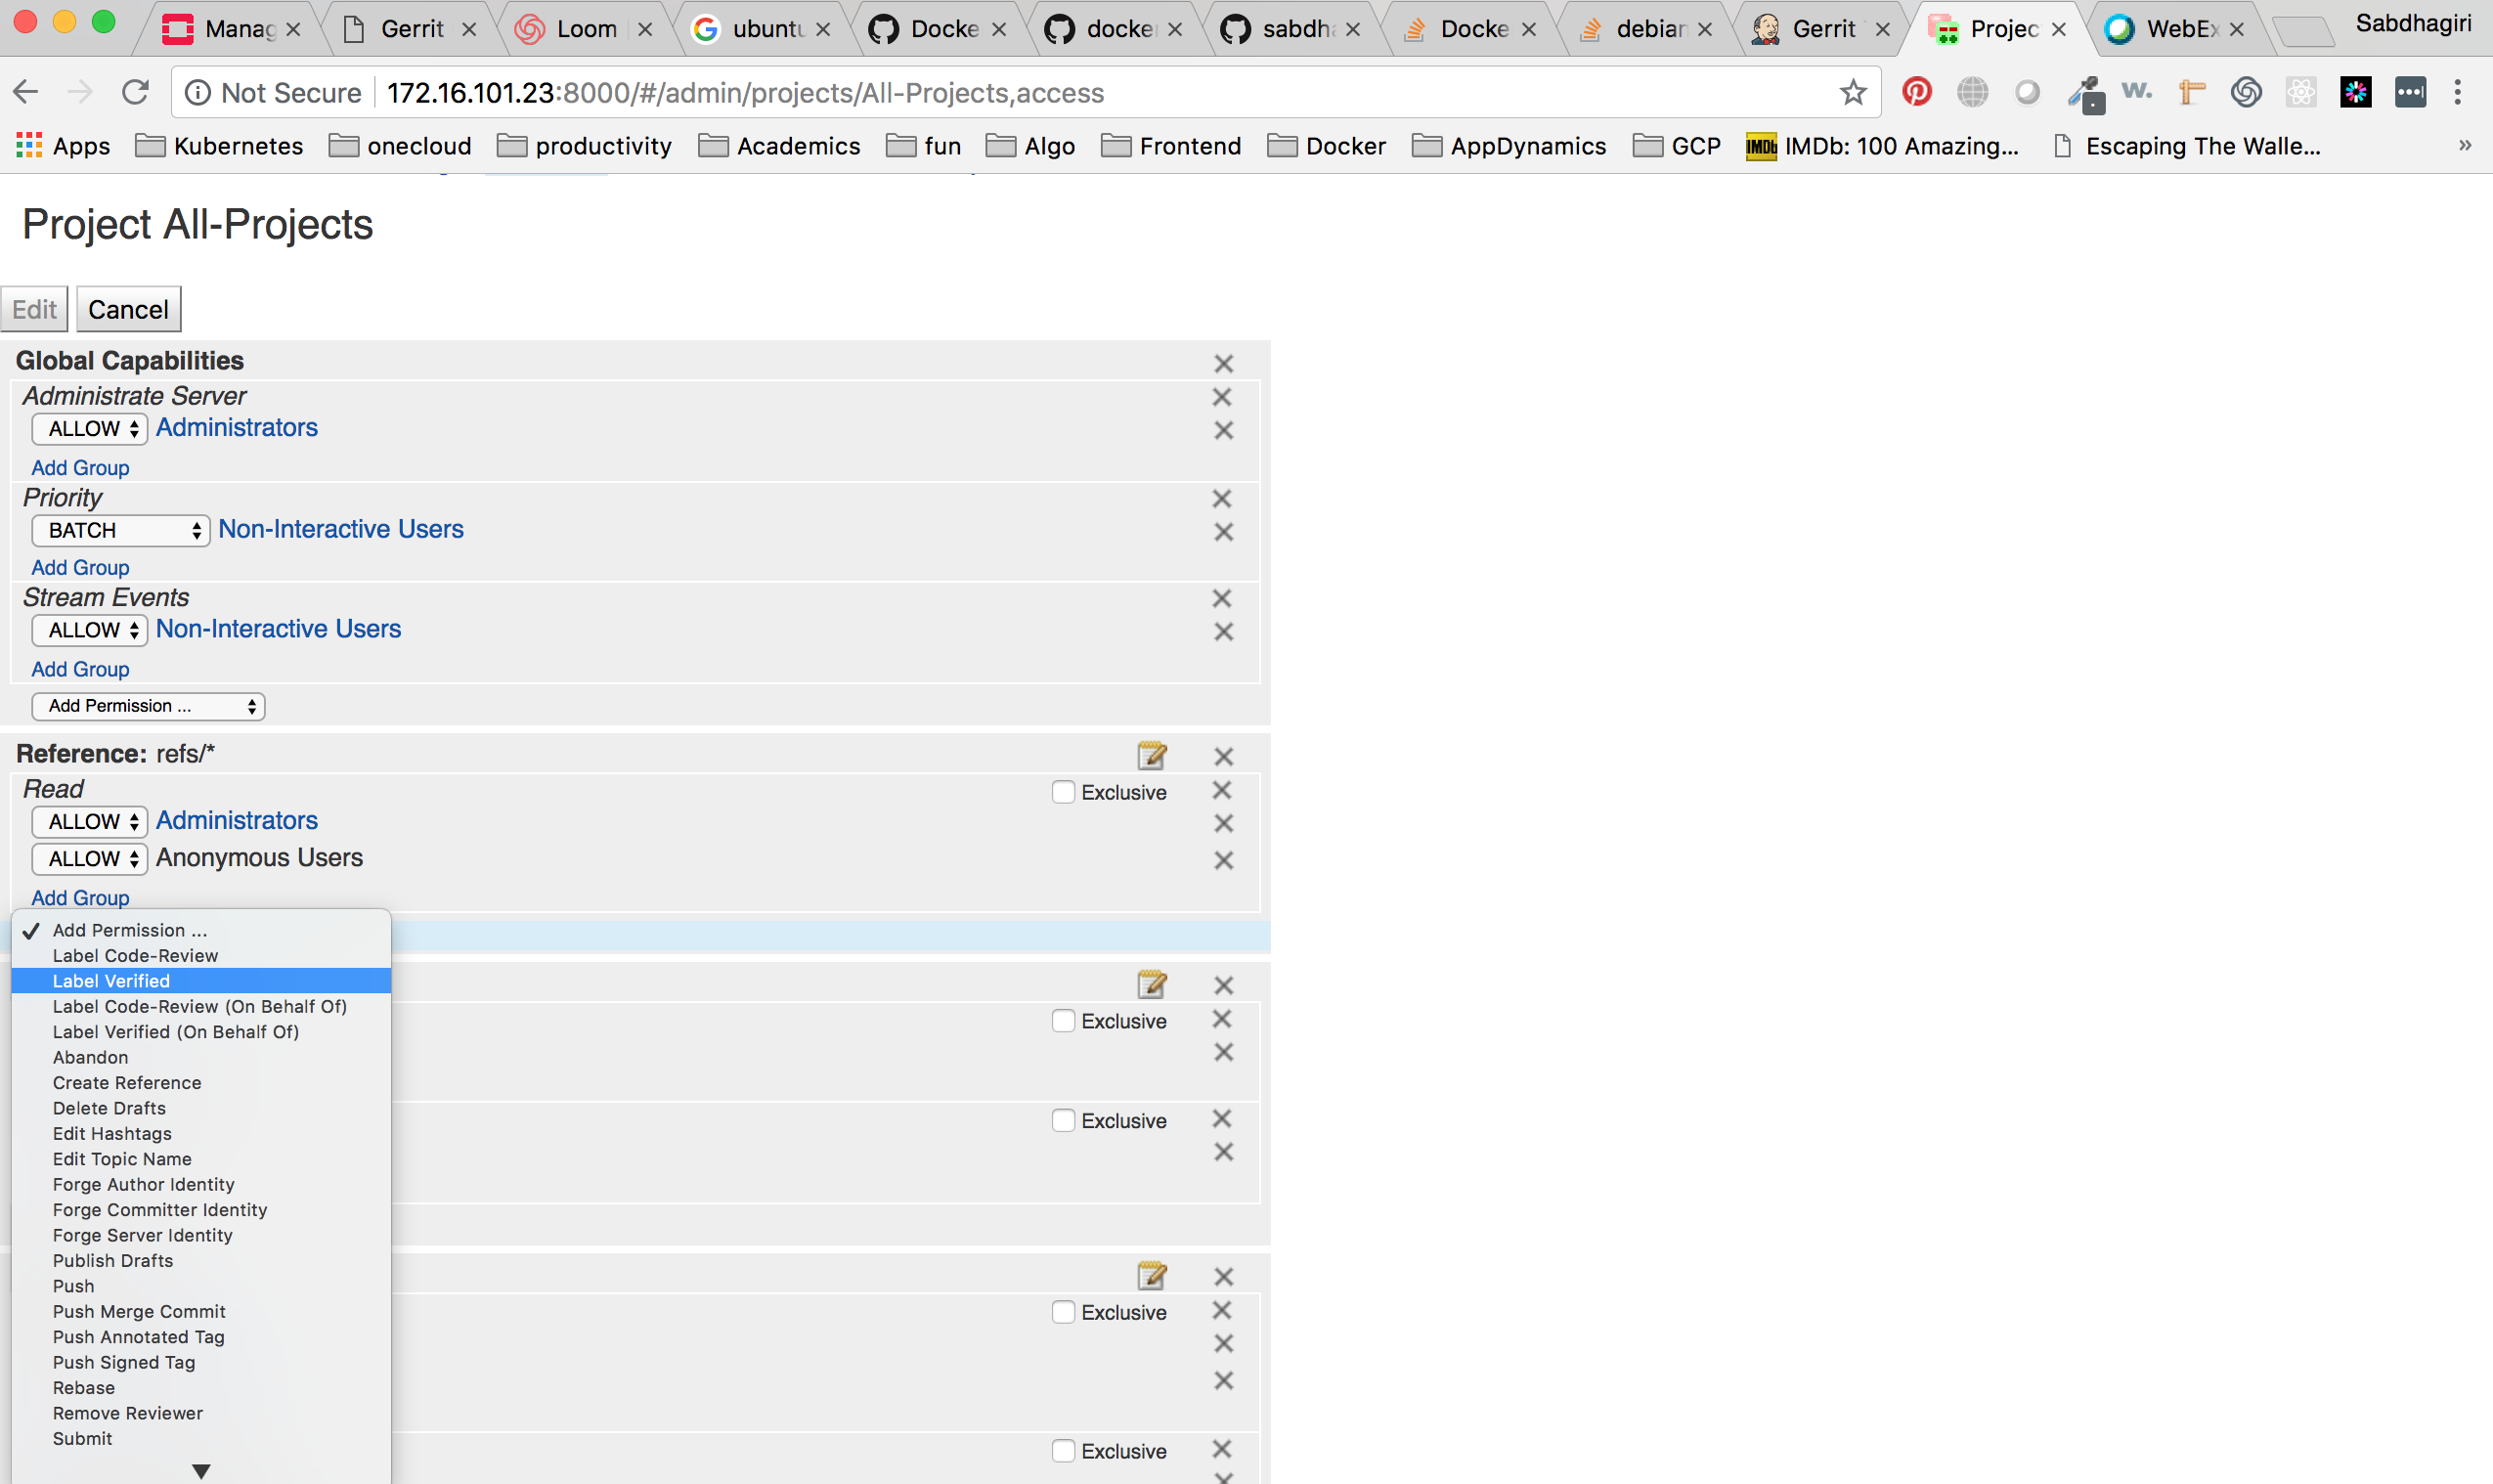 Manag
Gerrit
Loom
ubuntu
Docke
docker
sabdha
Docke
debian
Gerrit
Project
WebEx
Sabdhagiri
Not Secure
172.16.101.23:8000/#/admin/projects/All-Projects,access
Apps
Kubernetes
onecloud
productivity
Academics
fun
Algo
Frontend
Docker
AppDynamics
GCP
IMDb: 100 Amazing...
Escaping The Walle...
»
Project All-Projects
Edit Cancel
Global Capabilities
Administrate Server
ALLOW Administrators
Add Group
Priority
BATCH Non-Interactive Users
Add Group
Stream Events
ALLOW Non-Interactive Users
Add Group
Add Permission ...
Reference: refs/*
Read Exclusive
ALLOW Administrators
ALLOW Anonymous Users
Add Group
Add Permission ...
Label Code-Review
Label Verified
Label Code-Review (On Behalf Of)
Exclusive
Label Verified (On Behalf Of)
Abandon
Create Reference
Delete Drafts
Exclusive
Edit Hashtags
Edit Topic Name
Forge Author Identity
Forge Committer Identity
Forge Server Identity
Publish Drafts
Push
Push Merge Commit
Exclusive
Push Annotated Tag
Push Signed Tag
Rebase
Remove Reviewer
Submit
Exclusive